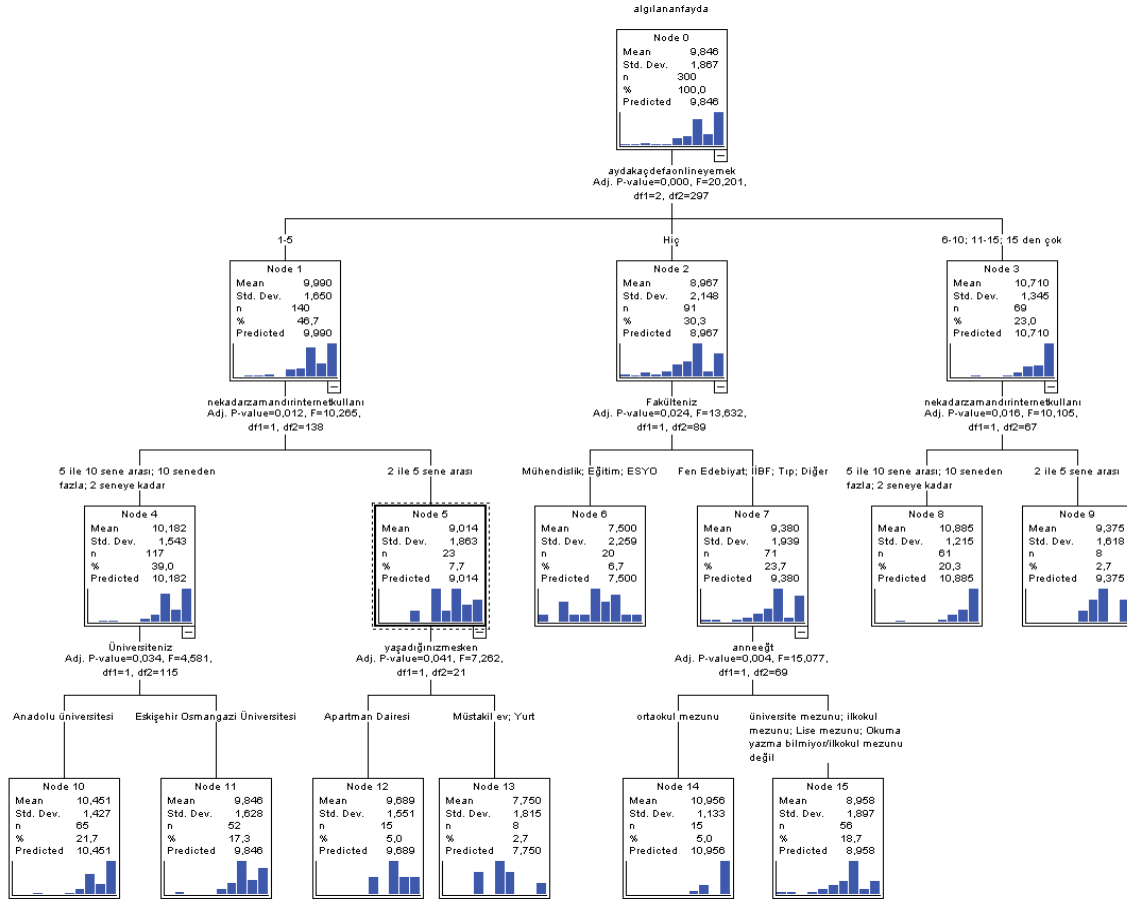 algılananfayda
Node 0
Mean 9,846
Std. Dev. 1,867
n 300
% 100,0
Predicted 9,846
aydakaçdefaonlineyemek
Adj. P-value=0,000, F=20,201,
df1=2, df2=297
1-5
Hiç
6-10; 11-15; 15 den çok
Node 1
Mean 9,990
Std. Dev. 1,650
n 140
% 46,7
Predicted 9,990
Node 2
Mean 8,967
Std. Dev. 2,148
n 91
% 30,3
Predicted 8,967
Node 3
Mean 10,710
Std. Dev. 1,345
n 69
% 23,0
Predicted 10,710
nekadarzamandırinternetkullanı
Adj. P-value=0,012, F=10,265,
df1=1, df2=138
Fakülteniz
Adj. P-value=0,024, F=13,632,
df1=1, df2=89
nekadarzamandırinternetkullanı
Adj. P-value=0,016, F=10,105,
df1=1, df2=67
5 ile 10 sene arası; 10 seneden
fazla; 2 seneye kadar
2 ile 5 sene arası
Mühendislik; Eğitim; ESYO
Fen Edebiyat; İİBF; Tıp; Diğer
5 ile 10 sene arası; 10 seneden
fazla; 2 seneye kadar
2 ile 5 sene arası
Node 4
Mean 10,182
Std. Dev. 1,543
n 117
% 39,0
Predicted 10,182
Node 5
Mean 9,014
Std. Dev. 1,863
n 23
% 7,7
Predicted 9,014
Node 6
Mean 7,500
Std. Dev. 2,259
n 20
% 6,7
Predicted 7,500
Node 7
Mean 9,380
Std. Dev. 1,939
n 71
% 23,7
Predicted 9,380
Node 8
Mean 10,885
Std. Dev. 1,215
n 61
% 20,3
Predicted 10,885
Node 9
Mean 9,375
Std. Dev. 1,618
n 8
% 2,7
Predicted 9,375
Üniversiteniz
Adj. P-value=0,034, F=4,581,
df1=1, df2=115
yaşadığınızmesken
Adj. P-value=0,041, F=7,262,
df1=1, df2=21
anneeğt
Adj. P-value=0,004, F=15,077,
df1=1, df2=69
Anadolu üniversitesi
Eskişehir Osmangazi Üniversitesi
Apartman Dairesi
Müstakil ev; Yurt
ortaokul mezunu
üniversite mezunu; ilkokul
mezunu; Lise mezunu; Okuma
yazma bilmiyor/ilkokul mezunu
değil
Node 10
Mean 10,451
Std. Dev. 1,427
n 65
% 21,7
Predicted 10,451
Node 11
Mean 9,846
Std. Dev. 1,628
n 52
% 17,3
Predicted 9,846
Node 12
Mean 9,689
Std. Dev. 1,551
n 15
% 5,0
Predicted 9,689
Node 13
Mean 7,750
Std. Dev. 1,815
n 8
% 2,7
Predicted 7,750
Node 14
Mean 10,956
Std. Dev. 1,133
n 15
% 5,0
Predicted 10,956
Node 15
Mean 8,958
Std. Dev. 1,897
n 56
% 18,7
Predicted 8,958